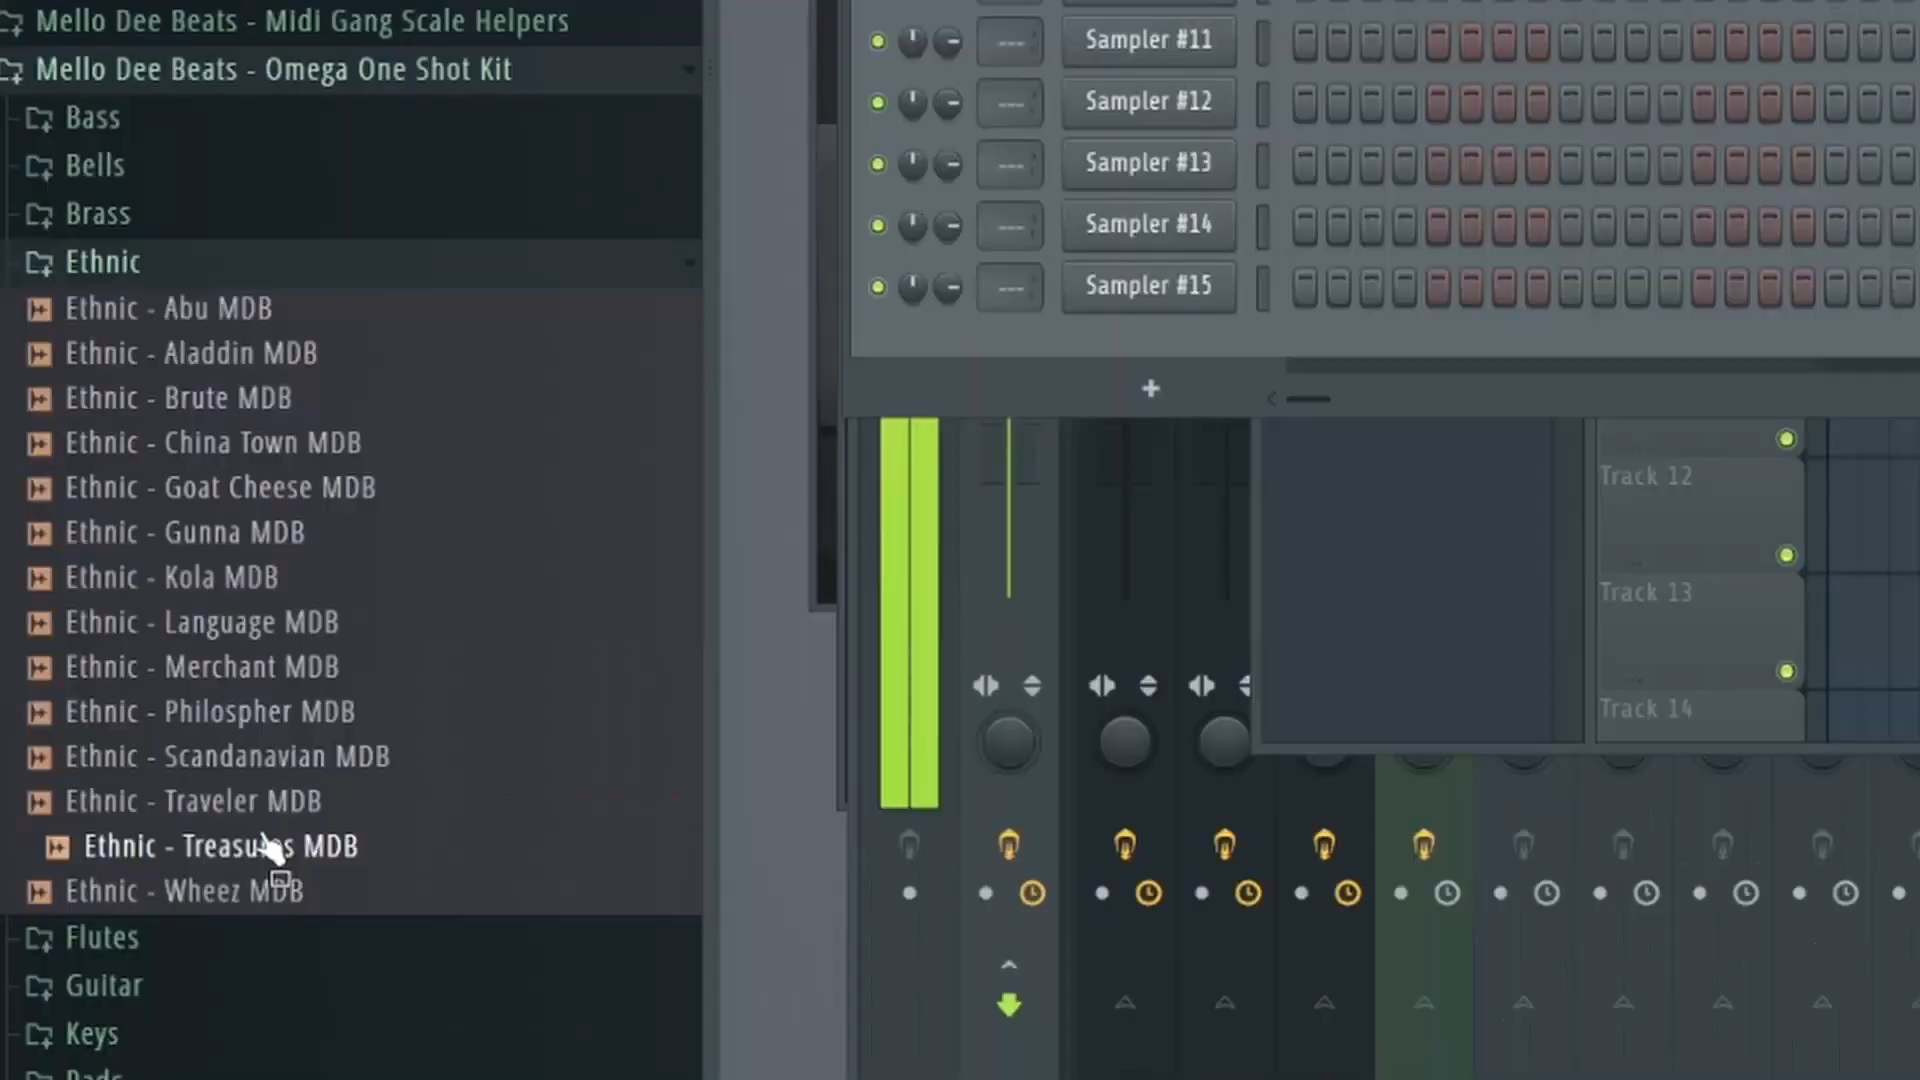 Mello Dee Beats - Midi Gang Scale Helpers
Mello Dee Beats - Omega One Shot Kit
Bass
Bells
Brass
Ethnic
Ethnic - Abu MDB
Ethnic - Aladdin MDB
Ethnic - Brute MDB
Ethnic - China Town MDB
Ethnic - Goat Cheese MDB
Ethnic - Gunna MDB
Ethnic - Kola MDB
Ethnic - Language MDB
Ethnic - Merchant MDB
Ethnic - Philospher MDB
Ethnic - Scandanavian MDB
Ethnic - Traveler MDB
Ethnic - Treasures MDB
Ethnic - Wheez MDB
Flutes
Guitar
Keys
Pads
Sampler #11
Sampler #12
Sampler #13
Sampler #14
Sampler #15
Track 12
Track 13
Track 14